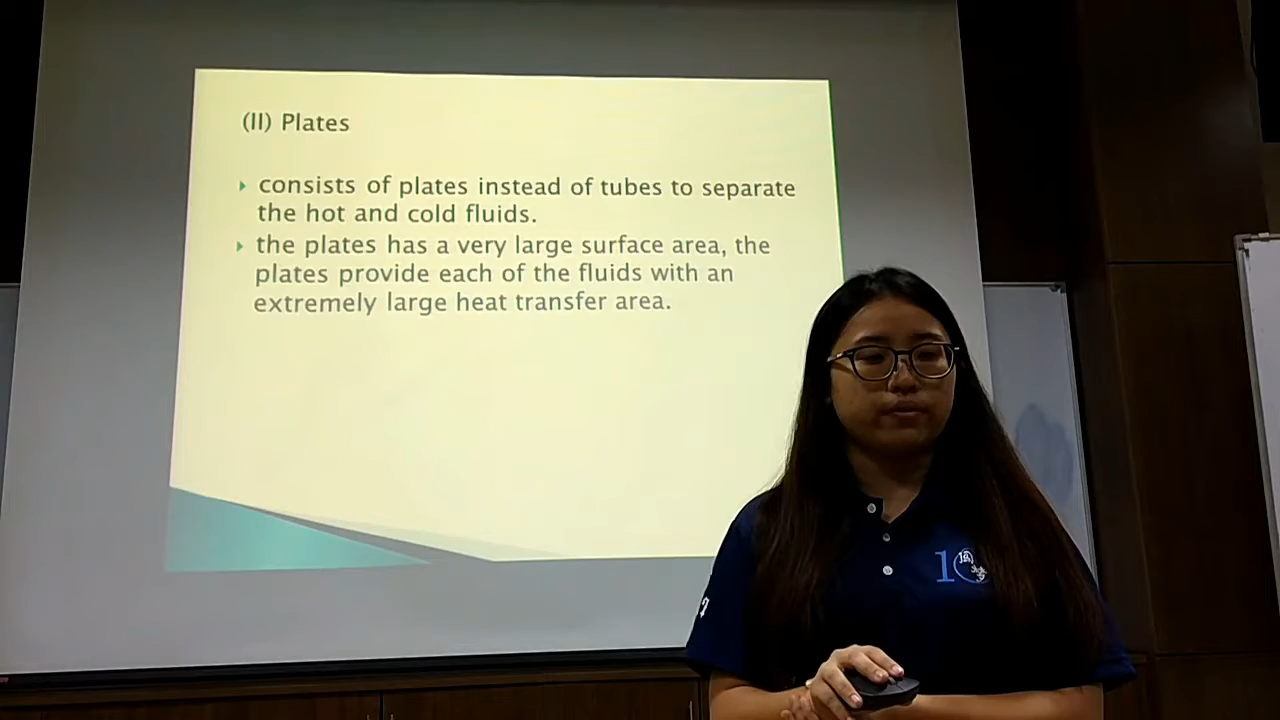 (II) Plates
consists of plates instead of tubes to separate
the hot and cold fluids.
the plates has a very large surface area, the
plates provide each of the fluids with an
extremely large heat transfer area.
10